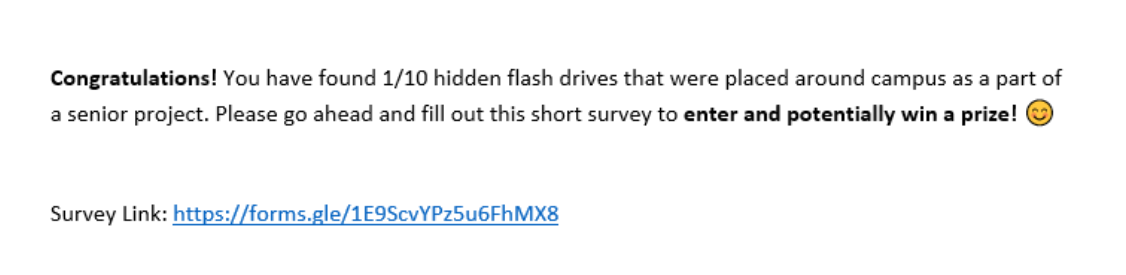 Congratulations! You have found 1/10 hidden flash drives that were placed around campus as a part of
a senior project. Please go ahead and fill out this short survey to enter and potentially win a prize! 😊
Survey Link: https://forms.gle/1E9ScvYPz5u6FhMX8